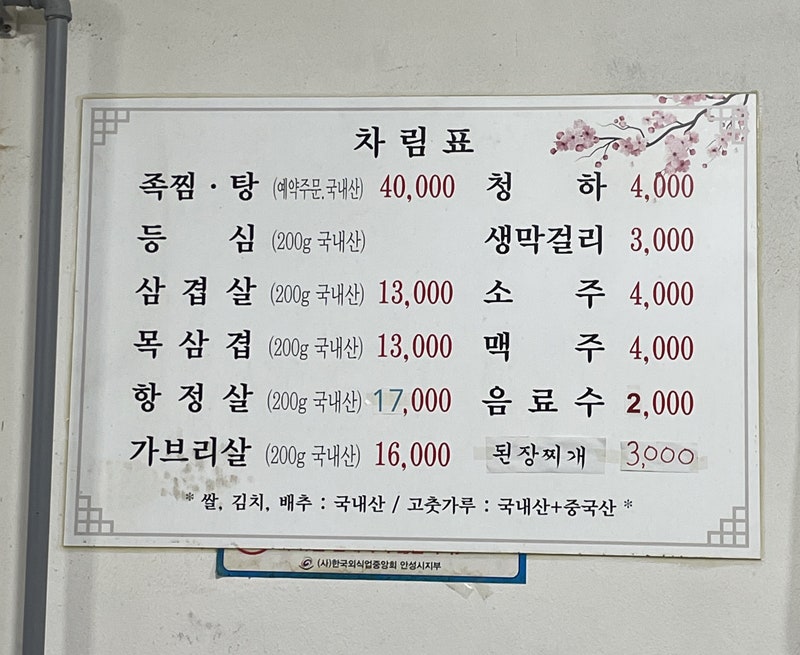 차림표
족찜·탕 (예약주문,국내산) 40,000 청하 4,000
등심 (200g 국내산) 생막걸리 3,000
삼겹살 (200g 국내산) 13,000 소주 4,000
목삼겹 (200g 국내산) 13,000 맥주 4,000
항정살 (200g 국내산) 17,000 음료수 2,000
가브리살 (200g 국내산) 16,000 된장찌개 3,000
* 쌀, 김치, 배추 : 국내산 / 고춧가루 : 국내산+중국산 *
(사)한국외식업중앙회 안성시지부